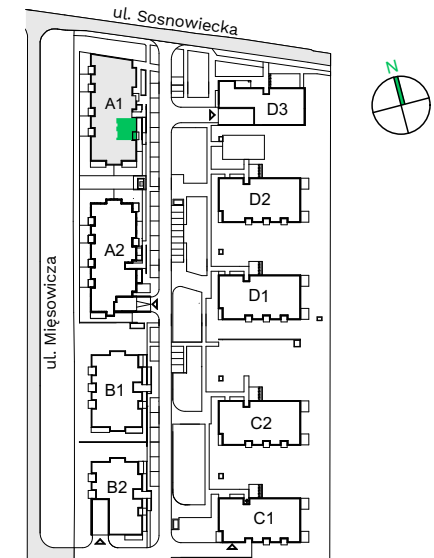 ul. Sosnowiecka
N
A1
D3
D2
A2
ul. Mięsowicza
D1
B1
C2
B2
C1